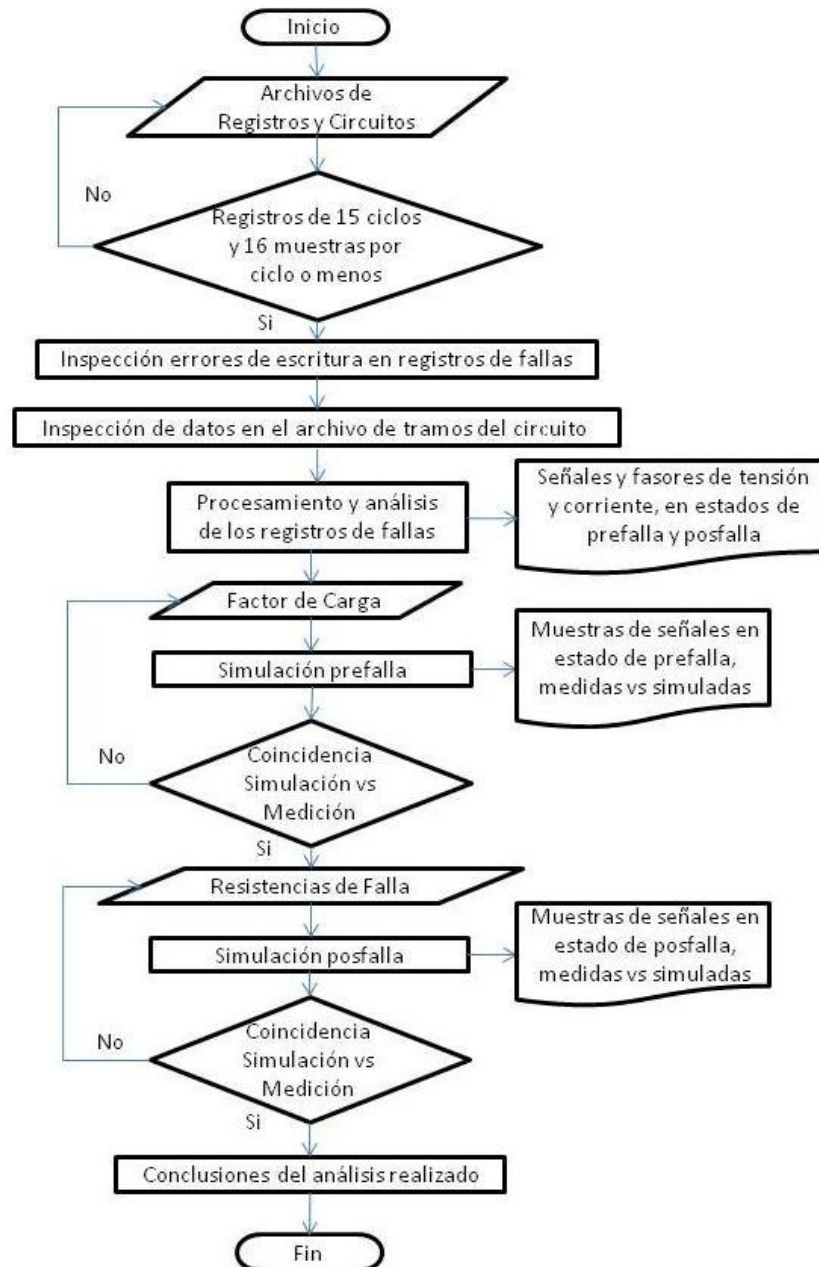 Inicio
Archivos de
Registros y Circuitos
No
Registros de 15 ciclos
y 16 muestras por
ciclo o menos
Si
Inspección errores de escritura en registros de fallas
Inspección de datos en el archivo de tramos del circuito
Procesamiento y análisis
de los registros de fallas
Señales y fasores de tensión
y corriente, en estados de
prefalla y posfalla
Factor de Carga
Simulación prefalla
Muestras de señales en
estado de prefalla,
medidas vs simuladas
No
Coincidencia
Simulación vs
Medición
Si
Resistencias de Falla
Simulación posfalla
Muestras de señales en
estado de posfalla,
medidas vs simuladas
No
Coincidencia
Simulación vs
Medición
Si
Conclusiones del análisis realizado
Fin